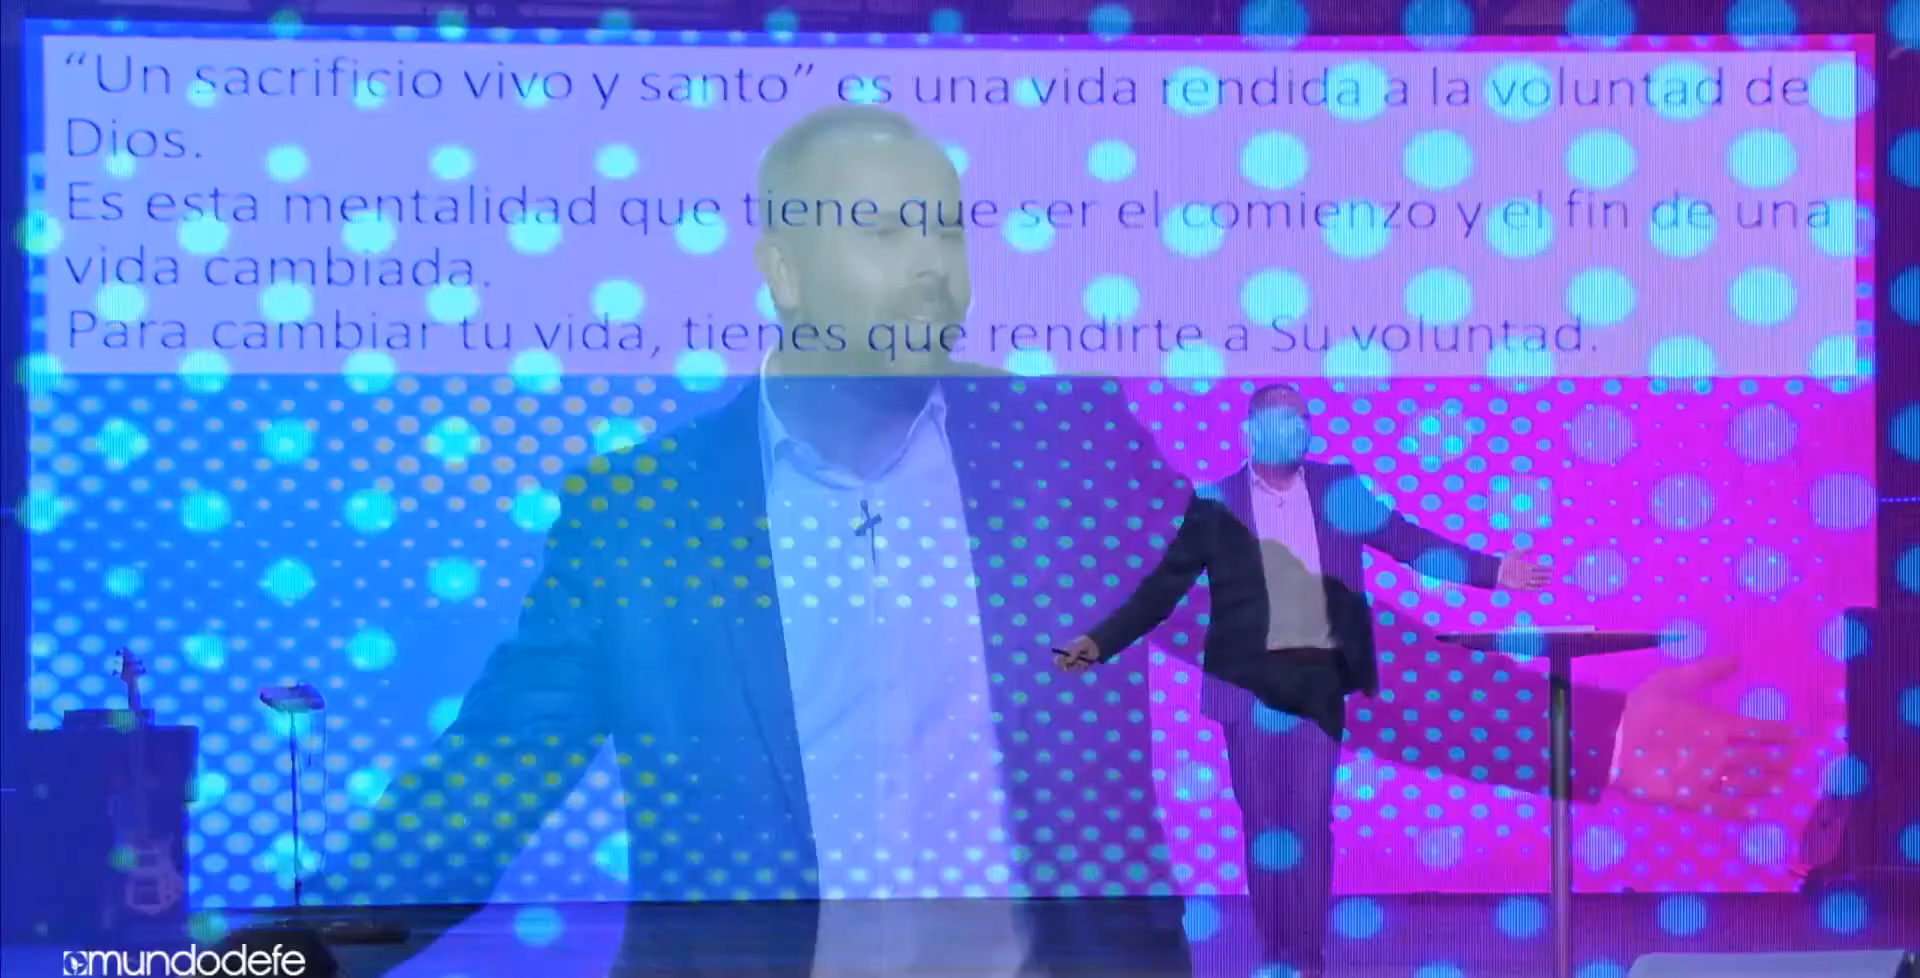 “Un sacrificio vivo y santo” es una vida rendida a la voluntad de
Dios.
Es esta mentalidad que tiene que ser el comienzo y el fin de una
vida cambiada.
Para cambiar tu vida, tienes que rendirte a Su voluntad.
mundodefe